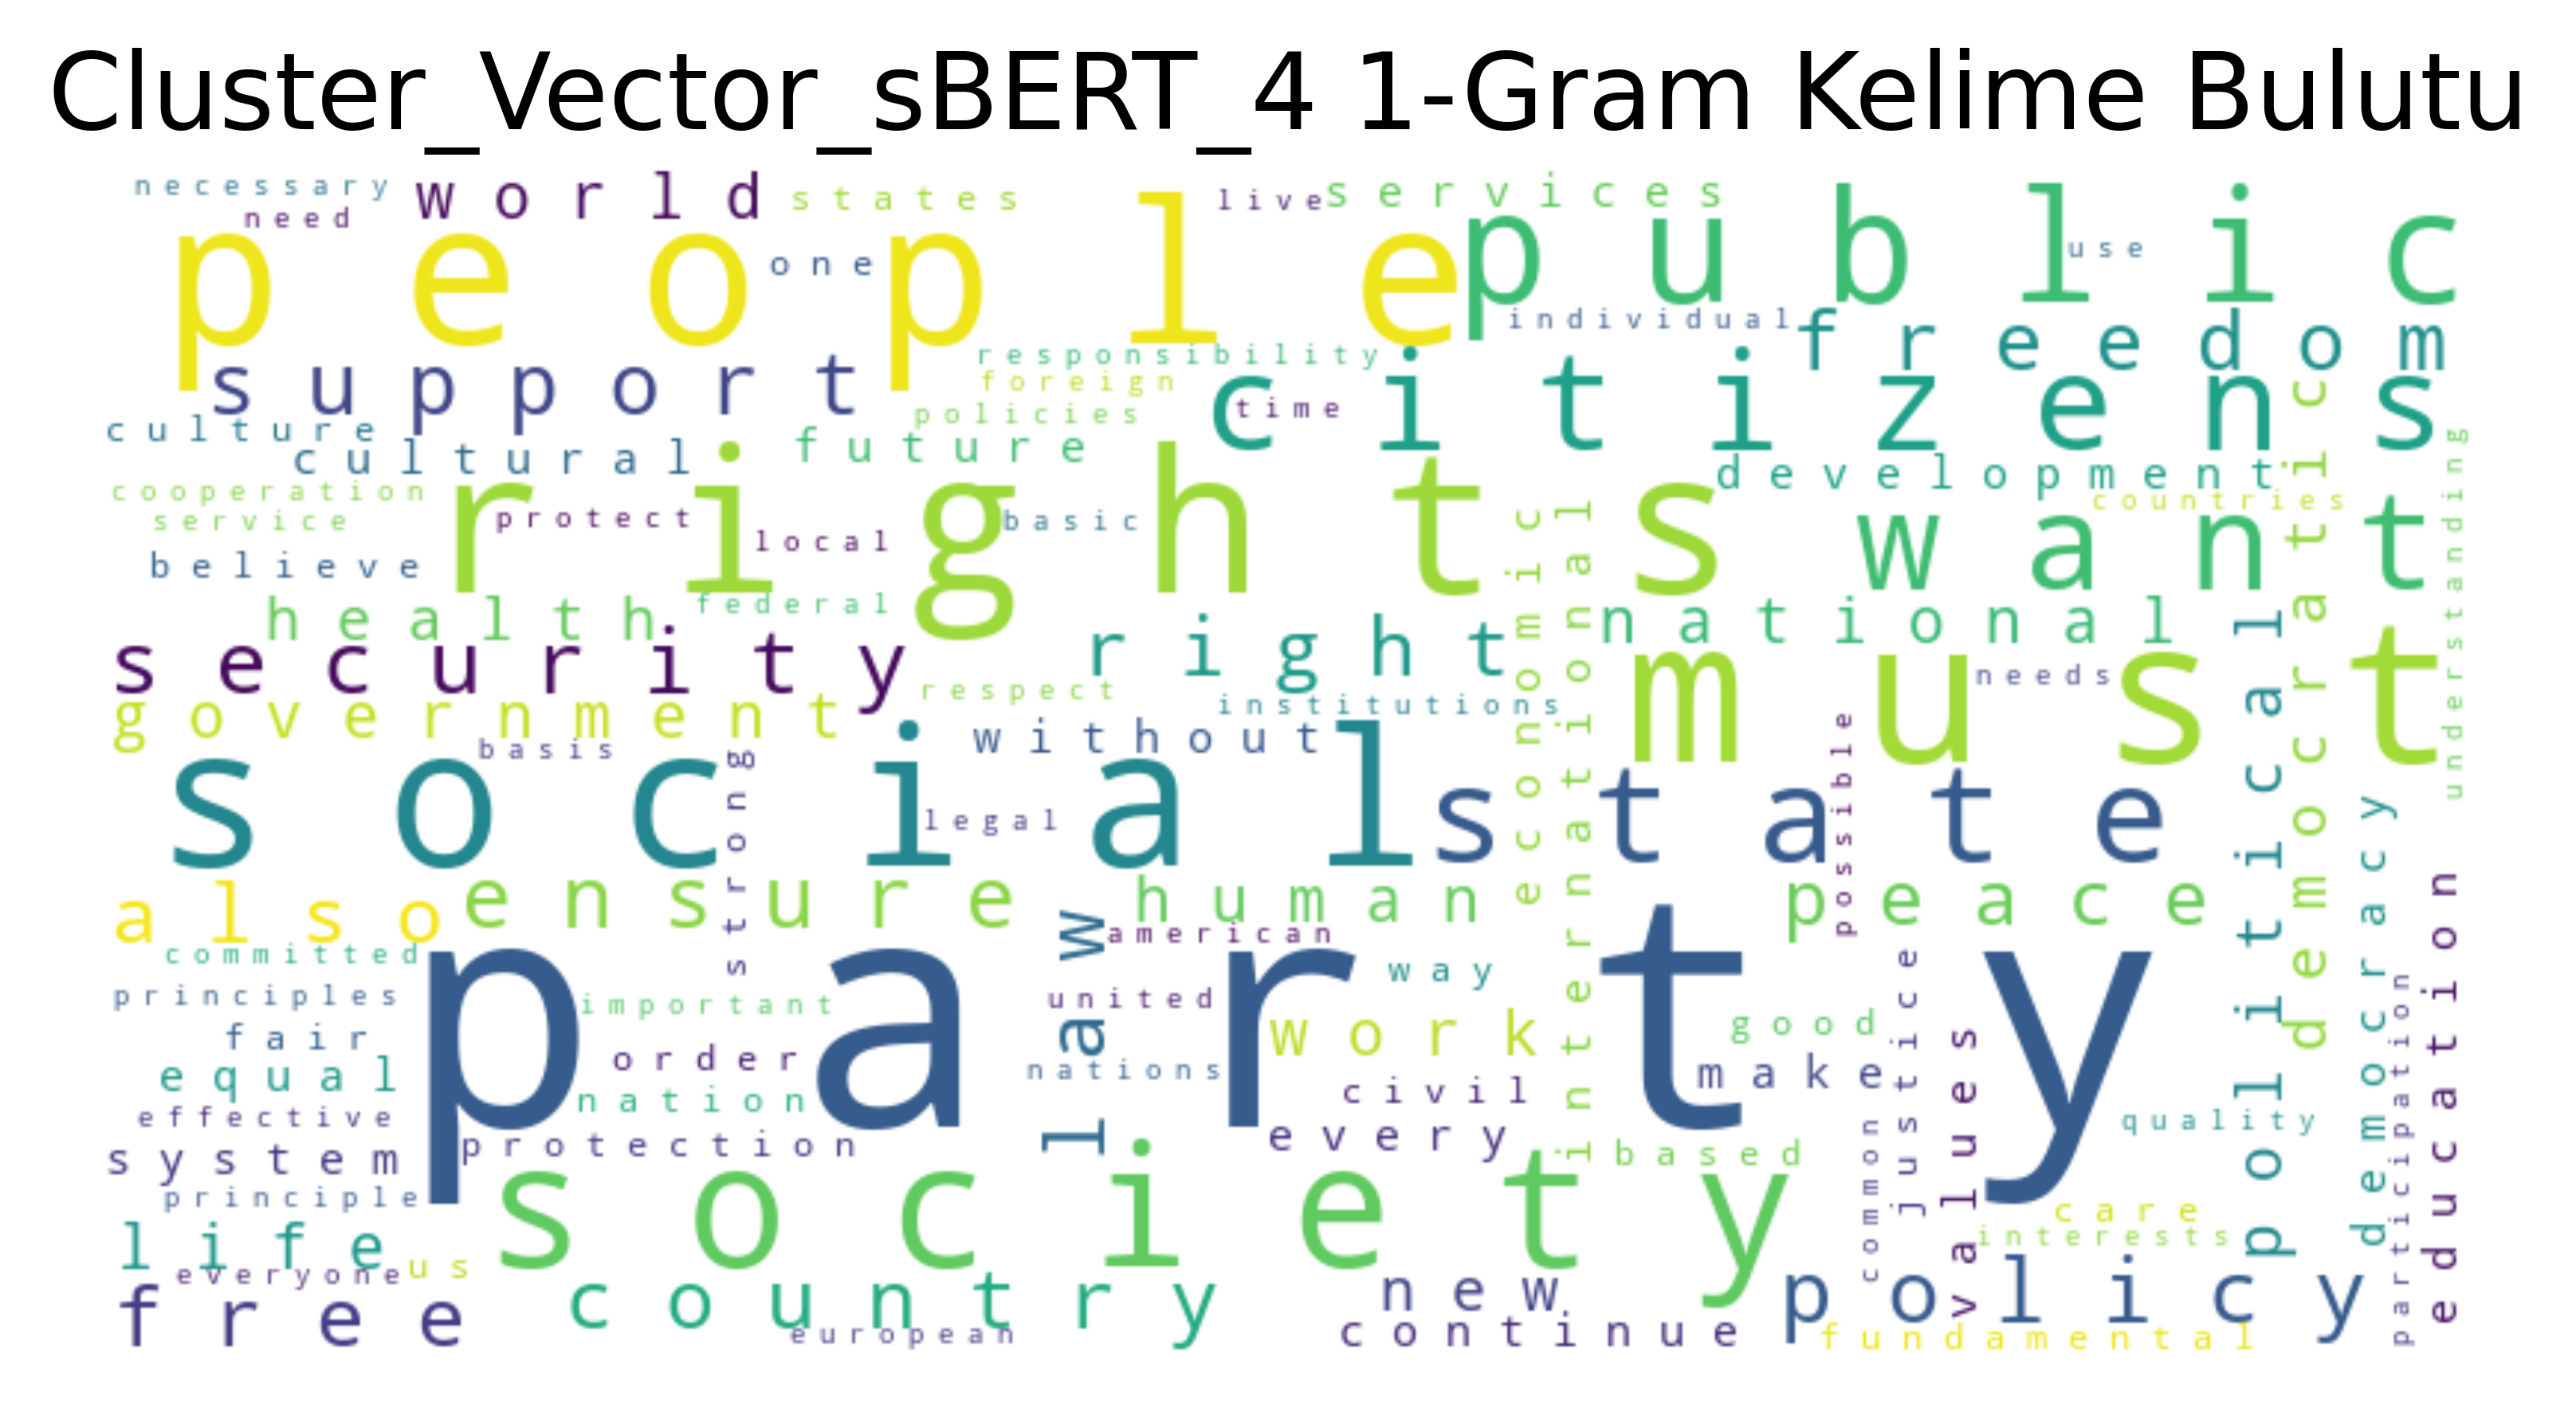 Cluster_Vector_sBERT_4 1-Gram Kelime Bulutu
necessary
world
states
live
services
need
people
one
public
use
individual
freedom
support
responsibility
foreign
citizens
time
policies
culture
cultural
future
development
cooperation
rights
protect
basic
countries
service
local
want
believe
understanding
democratic
economic
international
health
federal
national
security
right
political
must
needs
respect
government
institutions
without
basis
social
strong
legal
state
possible
democracy
also
ensure
human
peace
law
american
education
committed
party
way
principles
important
united
work
good
justice
fair
order
nations
make
values
participation
equal
nation
civil
effective
every
quality
system
protection
based
common
principle
society
care
life
interests
everyone
us
free
country
new
policy
european
continue
fundamental